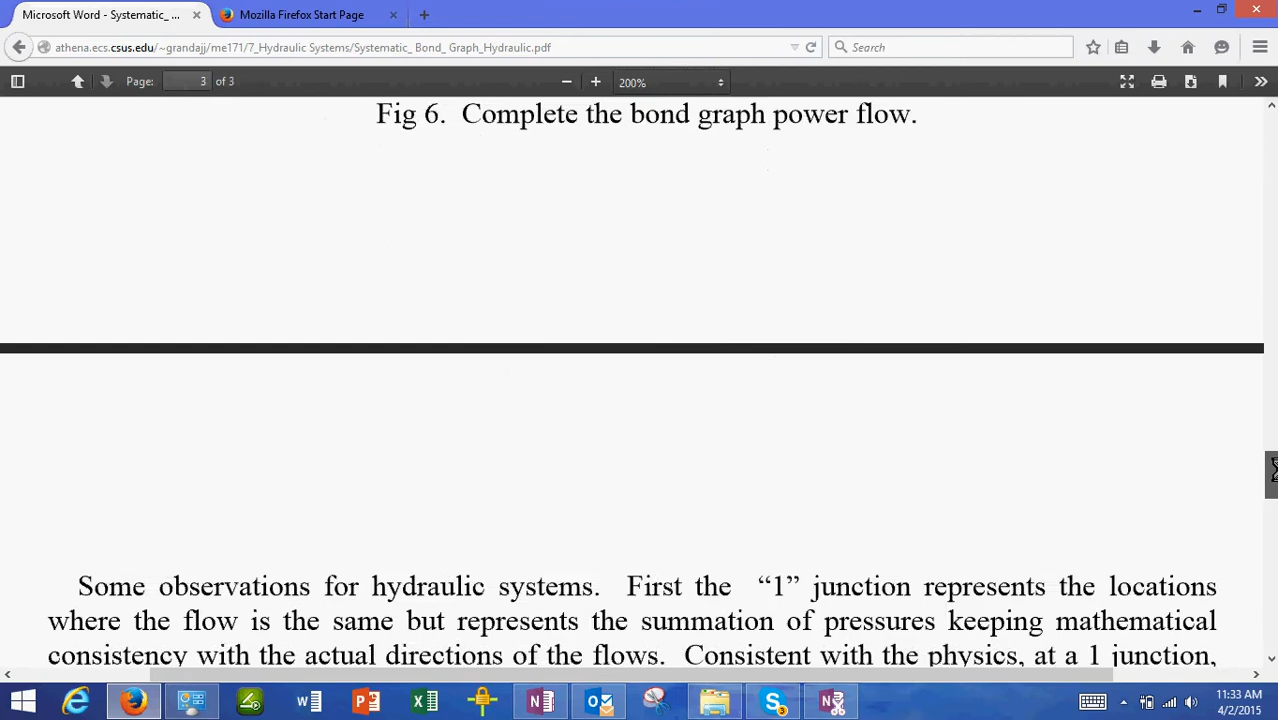 Microsoft Word - Systematic_ ...
Mozilla Firefox Start Page
athena.ecs.csus.edu/~grandajj/me171/7_Hydraulic Systems/Systematic_ Bond_ Graph_Hydraulic.pdf
Search
Page: 3 of 3
200%
Fig 6. Complete the bond graph power flow.
Some observations for hydraulic systems. First the “1” junction represents the locations
where the flow is the same but represents the summation of pressures keeping mathematical
consistency with the actual directions of the flows. Consistent with the physics, at a 1 junction,
11:33 AM
4/2/2015